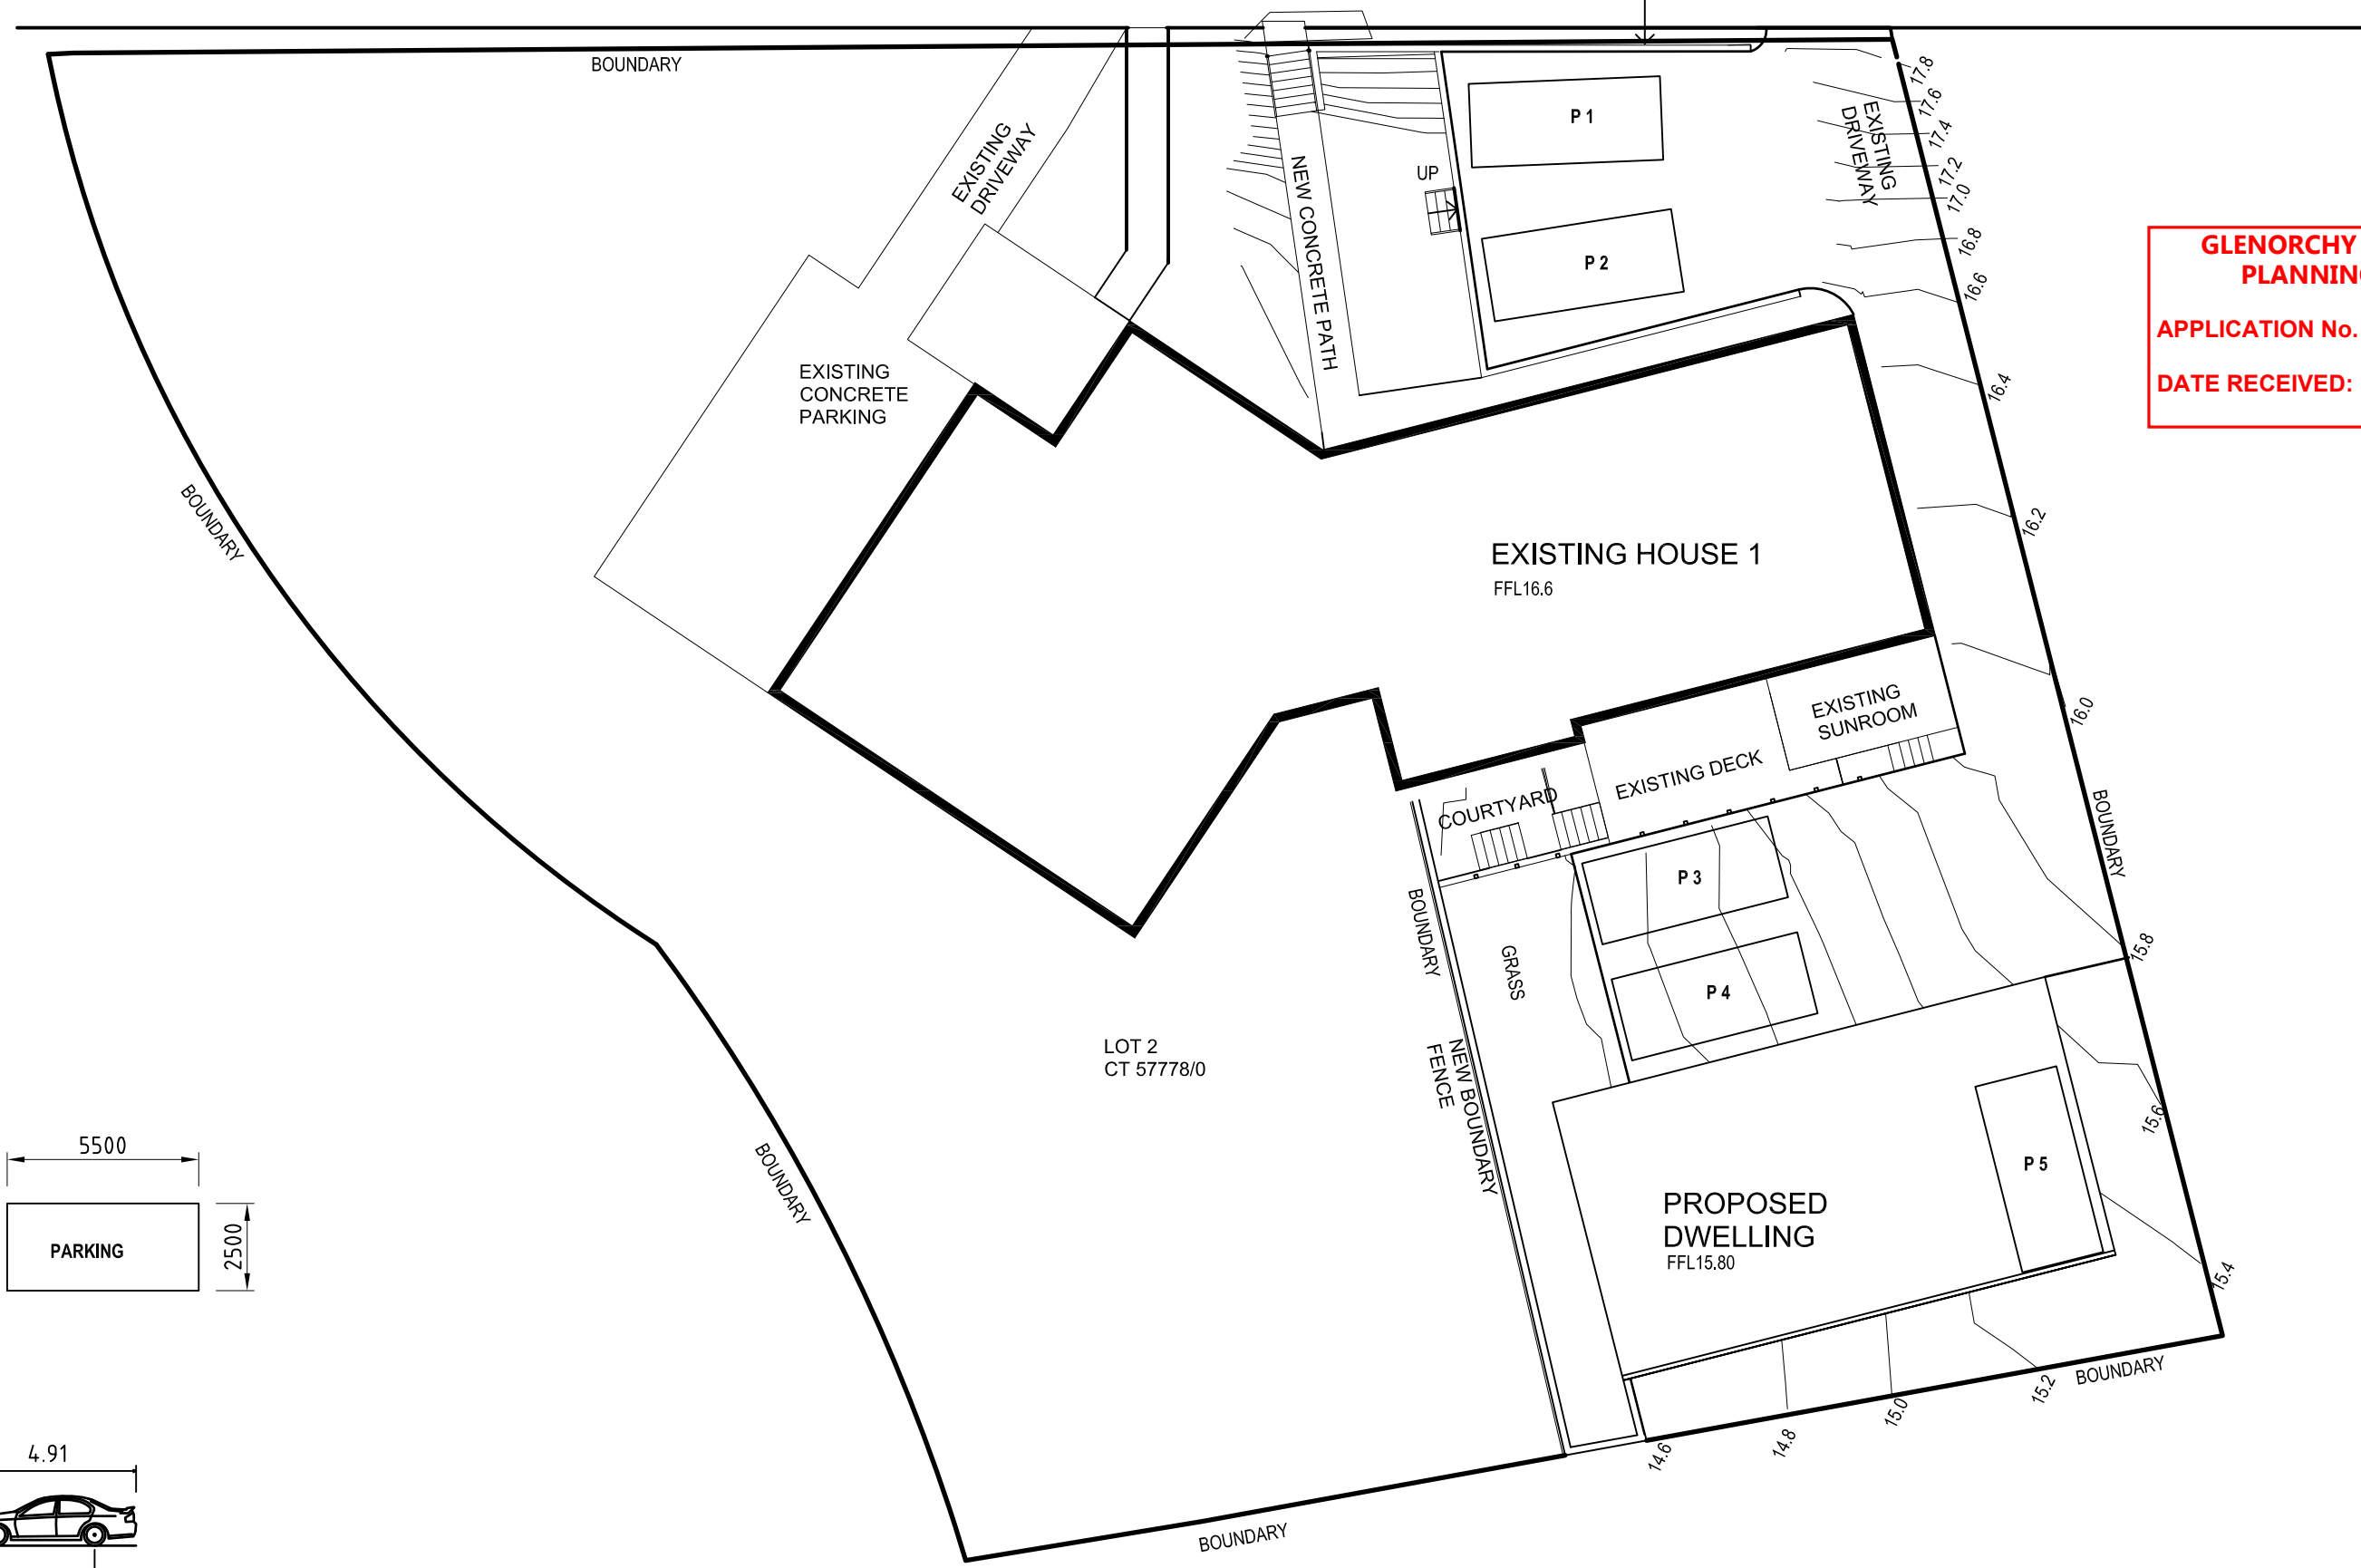 BOUNDARY
17.8
17.6
17.4
17.2
17.0
16.8
16.6
16.4
16.2
16.0
15.8
15.6
15.4
15.2
15.0
14.8
14.6
EXISTING
DRIVEWAY
P 1
EXISTING
DRIVEWAY
UP
NEW CONCRETE PATH
P 2
GLENORCHY
PLANNING
APPLICATION No.
DATE RECEIVED:
EXISTING
CONCRETE
PARKING
BOUNDARY
EXISTING HOUSE 1
FFL16.6
EXISTING
SUNROOM
EXISTING DECK
COURTYARD
BOUNDARY
P 3
BOUNDARY
GRASS
P 4
LOT 2
CT 57778/0
NEW BOUNDARY
FENCE
P 5
BOUNDARY
PROPOSED
DWELLING
FFL15.80
5500
PARKING
2500
BOUNDARY
BOUNDARY
4.91